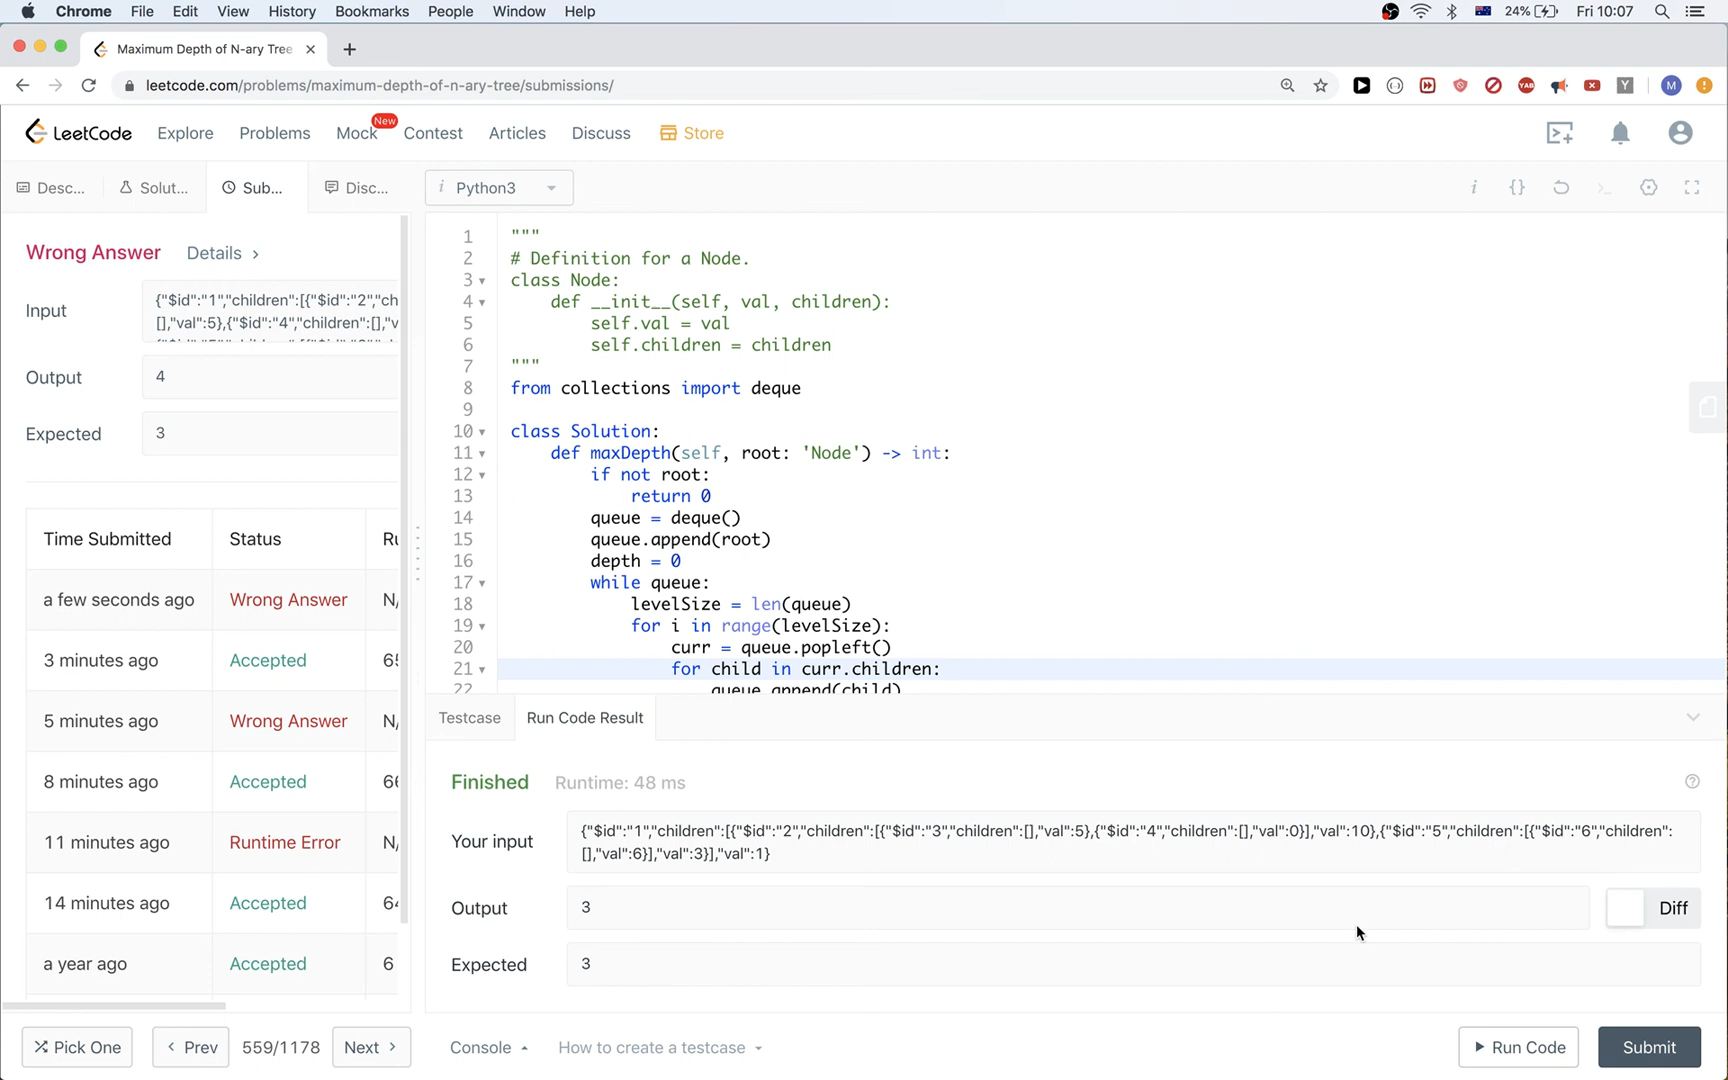 Chrome File Edit View History Bookmarks People Window Help 24% Fri 10:07
Maximum Depth of N-ary Tree
leetcode.com/problems/maximum-depth-of-n-ary-tree/submissions/
YAB Y M
LeetCode Explore Problems Mock New Contest Articles Discuss Store
Desc... Solut... Sub... Disc... i Python3 i {}
Wrong Answer Details >
Input
{"$id":"1","children":[{"$id":"2","ch
[],"val":5},{"$id":"4","children":[],"v
Output 4
Expected 3
Time Submitted Status Ru
a few seconds ago Wrong Answer N/
3 minutes ago Accepted 65
5 minutes ago Wrong Answer N/
8 minutes ago Accepted 66
11 minutes ago Runtime Error N/
14 minutes ago Accepted 64
a year ago Accepted 6
1 """
2 # Definition for a Node.
3 class Node:
4 def __init__(self, val, children):
5 self.val = val
6 self.children = children
7 """
8 from collections import deque
9
10 class Solution:
11 def maxDepth(self, root: 'Node') -> int:
12 if not root:
13 return 0
14 queue = deque()
15 queue.append(root)
16 depth = 0
17 while queue:
18 levelSize = len(queue)
19 for i in range(levelSize):
20 curr = queue.popleft()
21 for child in curr.children:
22 queue.append(child)
Testcase Run Code Result
Finished Runtime: 48 ms
Your input
{"$id":"1","children":[{"$id":"2","children":[{"$id":"3","children":[],"val":5},{"$id":"4","children":[],"val":0}],"val":10},{"$id":"5","children":[{"$id":"6","children":
[],"val":6}],"val":3}],"val":1}
Output 3 Diff
Expected 3
Pick One < Prev 559/1178 Next > Console How to create a testcase Run Code Submit